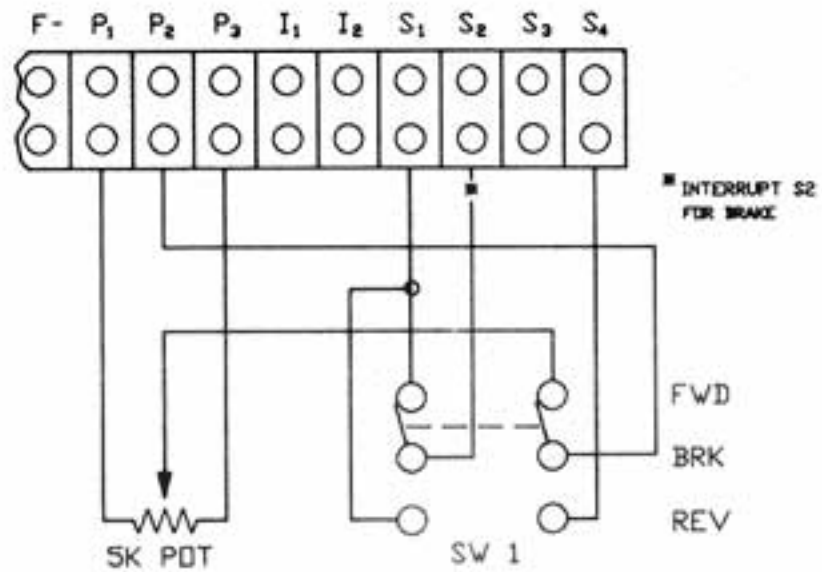 F- P₁ P₂ P₃ I₁ I₂ S₁ S₂ S₃ S₄
■ INTERRUPT S2
FOR BRAKE
FWD
BRK
REV
5K POT
SW 1